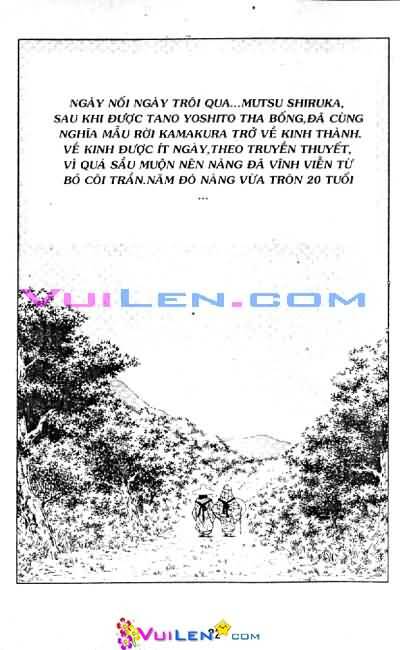 NGÀY NỐI NGÀY TRÔI QUA...MUTSU SHIRUKA,
SAU KHI ĐƯỢC TANO YOSHITO THA BỔNG,ĐÃ CÙNG
NGHĨA MẪU RỜI KAMAKURA TRỞ VỀ KINH THÀNH.
VỀ KINH ĐƯỢC ÍT NGÀY,THEO TRUYỀN THUYẾT,
VÌ QUÁ SẦU MUỘN NÊN NÀNG ĐÃ VĨNH VIỄN TỪ
BỎ CÕI TRẦN.NĂM ĐÓ NÀNG VỪA TRÒN 20 TUỔI
...
VUILEN.COM
22
VUILEN.COM